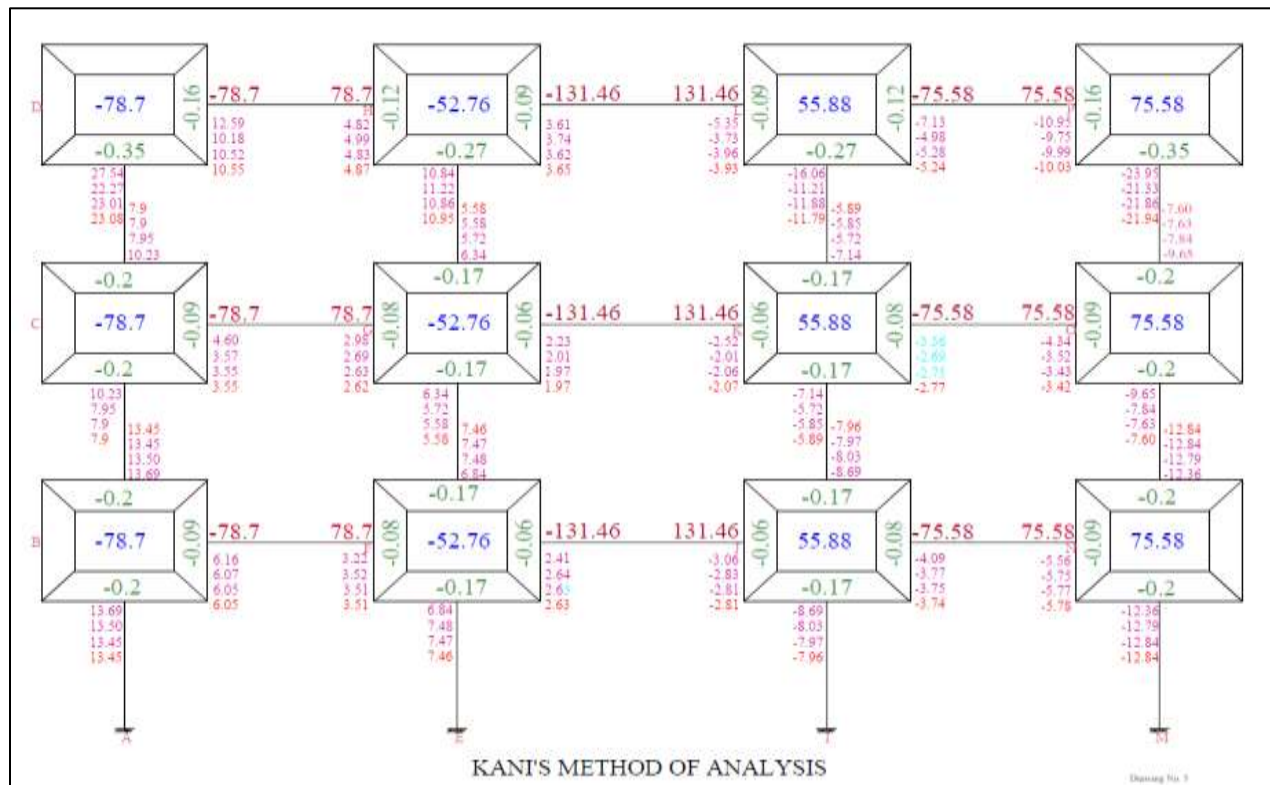 -78.7 -0.16 -78.7 78.7 -0.12 -52.76 -0.09 -131.46 131.46 -0.09 55.88 -0.12 -75.58 75.58 -0.16 75.58
D H
-0.35 -0.27 -0.27 -0.35
12.59 4.82 3.61 -5.35 -7.13 -10.95
10.18 4.99 3.74 -3.73 -4.98 -9.75
10.52 4.83 3.62 -3.96 -5.28 -9.99
10.55 4.87 3.65 -3.93 -5.24 -10.03
27.54 10.84 -16.06 -23.95
22.27 11.22 -11.21 -21.33
23.01 10.86 -11.88 -21.86
23.08 10.95 -11.79 -21.94
7.9 5.58 -5.89 -7.60
7.9 5.58 -5.85 -7.63
7.95 5.72 -5.72 -7.84
10.23 6.34 -7.14 -9.65
-0.2 -0.17 -0.17 -0.2
C -78.7 -0.09 -78.7 78.7 -0.08 -52.76 -0.06 -131.46 131.46 K -0.06 55.88 -0.08 -75.58 75.58 -0.09 75.58
-0.2 -0.17 -0.17 -0.2
4.60 2.98 2.23 -2.52 -3.36 -4.34
3.57 2.69 2.01 -2.01 -2.69 -3.52
3.55 2.63 1.97 -2.06 -2.75 -3.43
3.55 2.62 1.97 -2.07 -2.77 -3.42
10.23 6.34 -7.14 -9.65
7.95 5.72 -5.72 -7.84
7.9 5.58 -5.85 -7.63
7.9 5.58 -5.89 -7.60
13.45 7.46 -7.96 -12.84
13.45 7.47 -7.97 -12.84
13.50 7.48 -8.03 -12.79
13.69 6.84 -8.69 -12.36
-0.2 -0.17 -0.17 -0.2
B -78.7 -0.09 -78.7 78.7 F -0.08 -52.76 -0.06 -131.46 131.46 J -0.06 55.88 -0.08 -75.58 75.58 N -0.09 75.58
-0.2 -0.17 -0.17 -0.2
6.16 3.22 2.41 -3.06 -4.09 -5.56
6.07 3.52 2.64 -2.83 -3.77 -5.75
6.05 3.51 2.63 -2.81 -3.75 -5.77
6.05 3.51 2.63 -2.81 -3.74 -5.78
13.69 6.84 -8.69 -12.36
13.50 7.48 -8.03 -12.79
13.45 7.47 -7.97 -12.84
13.45 7.46 -7.96 -12.84
A E I M
KANI'S METHOD OF ANALYSIS
Drawing No. 5